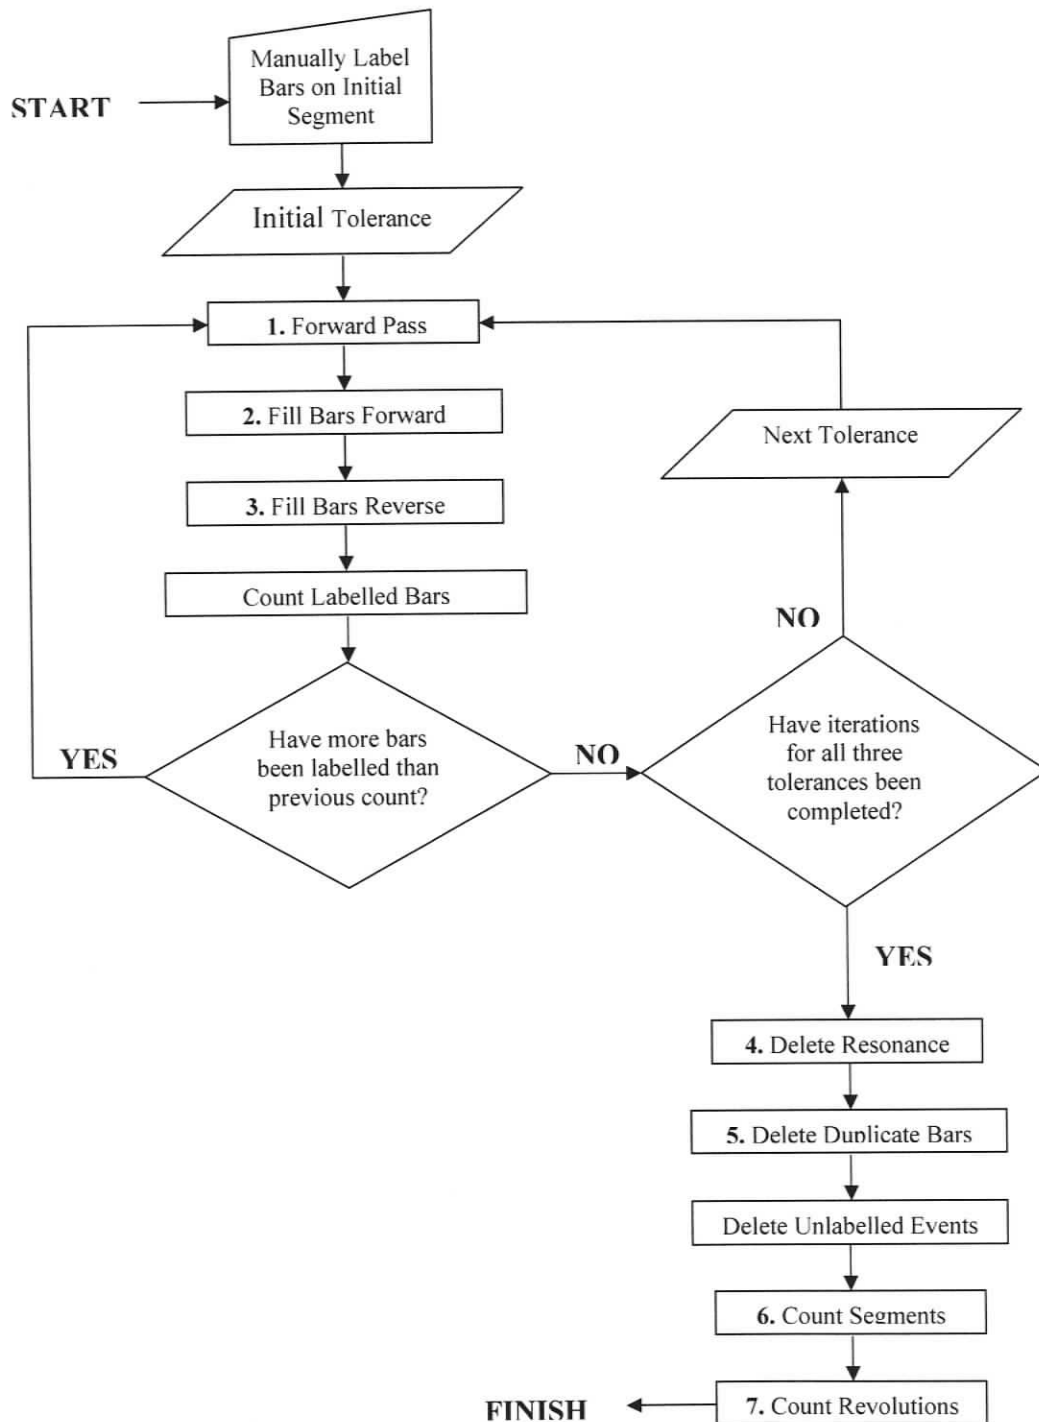 Manually Label
Bars on Initial
Segment
START
Initial Tolerance
1. Forward Pass
2. Fill Bars Forward
Next Tolerance
3. Fill Bars Reverse
Count Labelled Bars
NO
Have more bars
been labelled than
previous count?
YES
NO
Have iterations
for all three
tolerances been
completed?
YES
4. Delete Resonance
5. Delete Duplicate Bars
Delete Unlabelled Events
6. Count Segments
7. Count Revolutions
FINISH